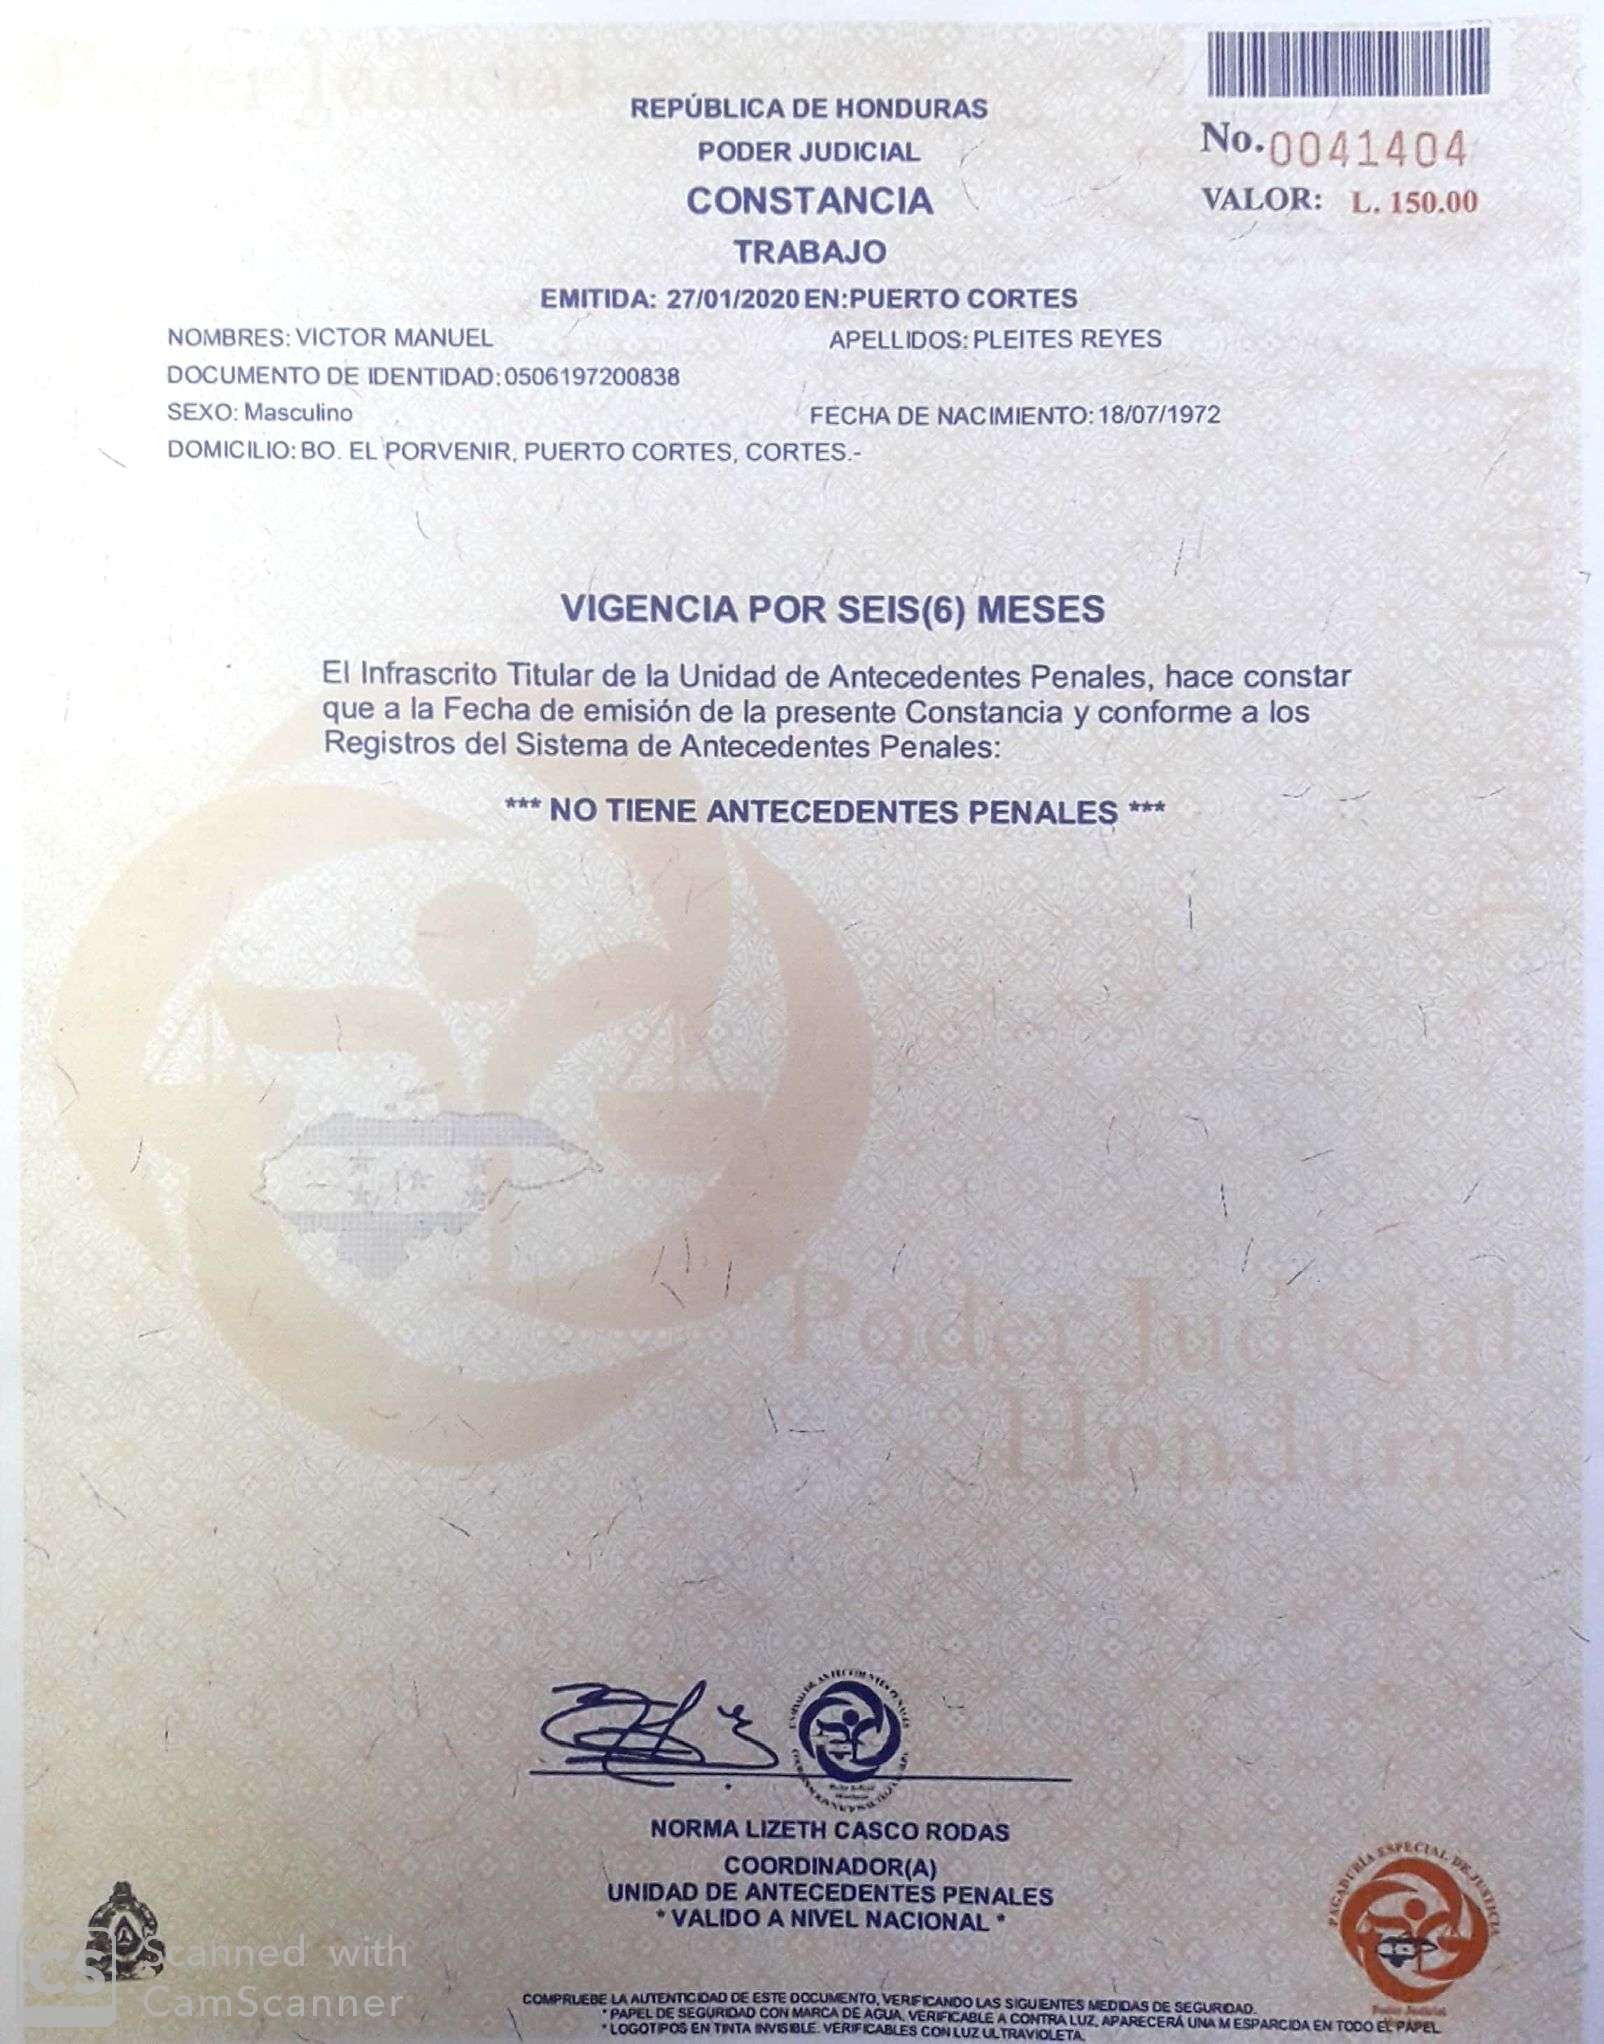 REPÚBLICA DE HONDURAS
PODER JUDICIAL
CONSTANCIA
TRABAJO
No.0041404
VALOR: L. 150.00
EMITIDA: 27/01/2020 EN:PUERTO CORTES
NOMBRES: VICTOR MANUEL APELLIDOS: PLEITES REYES
DOCUMENTO DE IDENTIDAD: 0506197200838
SEXO: Masculino FECHA DE NACIMIENTO: 18/07/1972
DOMICILIO: BO. EL PORVENIR, PUERTO CORTES, CORTES.-
VIGENCIA POR SEIS(6) MESES
El Infrascrito Titular de la Unidad de Antecedentes Penales, hace constar
que a la Fecha de emisión de la presente Constancia y conforme a los
Registros del Sistema de Antecedentes Penales:
*** NO TIENE ANTECEDENTES PENALES ***
Poder Judicial
Honduras
NORMA LIZETH CASCO RODAS
COORDINADOR(A)
UNIDAD DE ANTECEDENTES PENALES
* VALIDO A NIVEL NACIONAL *
PAGADURÍA ESPECIAL DE JUSTICIA
Poder Judicial
CS Scanned with
CamScanner
COMPRUEBE LA AUTENTICIDAD DE ESTE DOCUMENTO, VERIFICANDO LAS SIGUIENTES MEDIDAS DE SEGURIDAD.
* PAPEL DE SEGURIDAD CON MARCA DE AGUA, VERIFICABLE A CONTRA LUZ, APARECERÁ UNA M ESPARCIDA EN TODO EL PAPEL.
* LOGOTIPOS EN TINTA INVISIBLE. VERIFICABLES CON LUZ ULTRAVIOLETA.